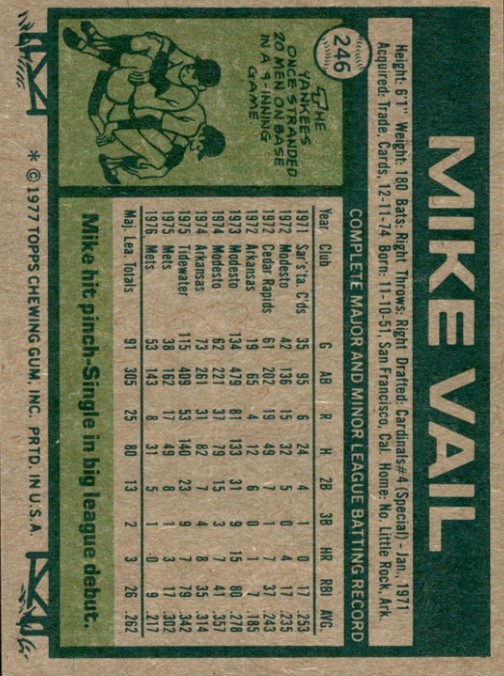 MIKE VAIL
Height: 6'1" Weight: 180 Bats: Right Throws: Right Drafted: Cardinals #4 (Special) - Jan., 1971
Acquired: Trade, Cards, 12-11-74 Born: 11-10-51, San Francisco, Cal. Home: No. Little Rock, Ark.
246
COMPLETE MAJOR AND MINOR LEAGUE BATTING RECORD
THE
YANKEES
ONCE STRANDED
20 MEN ON BASE
IN A 9-INNING
GAME.
Year Club G AB R H 2B 3B HR RBI AVG.
1971 Sar's'ta C'ds 35 95 6 24 4 1 0 17 .253
1972 Modesto 42 136 15 32 5 0 4 17 .235
1972 Cedar Rapids 61 202 19 49 7 1 7 37 .243
1972 Arkansas 19 65 4 12 6 0 1 7 .185
1973 Modesto 134 479 81 133 31 9 15 80 .278
1974 Modesto 62 221 37 79 15 3 7 41 .357
1974 Arkansas 73 261 31 82 7 4 8 35 .314
1975 Tidewater 115 409 53 140 23 9 7 79 .342
1975 Mets 38 162 17 49 8 1 3 17 .302
1976 Mets 53 143 8 31 5 1 0 9 .217
Maj. Lea. Totals 91 305 25 80 13 2 3 26 .262
Mike hit pinch-Single in big league debut.
* © 1977 TOPPS CHEWING GUM, INC. PRTD. IN U.S.A.